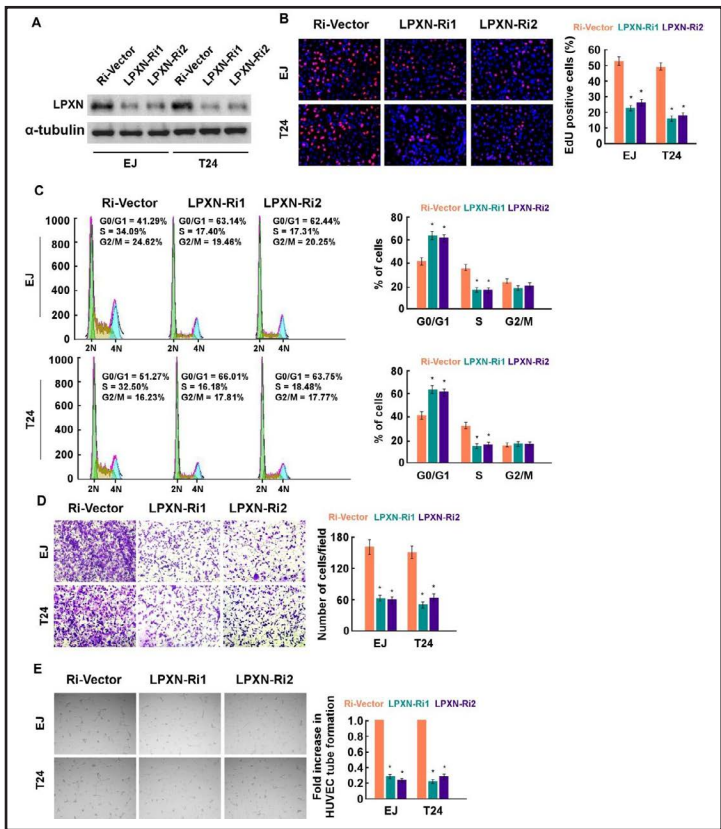 A
Ri-Vector
LPXN-Ri1
LPXN-Ri2
Ri-Vector
LPXN-Ri1
LPXN-Ri2
LPXN
α-tubulin
EJ
T24
B
Ri-Vector
LPXN-Ri1
LPXN-Ri2
EJ
T24
Ri-Vector LPXN-Ri1 LPXN-Ri2
EdU positive cells (%)
60
50
40
30
20
10
0
* * * *
EJ
T24
C
Ri-Vector
LPXN-Ri1
LPXN-Ri2
EJ
1000
800
600
400
200
0
G0/G1 = 41.29%
S = 34.09%
G2/M = 24.62%
G0/G1 = 63.14%
S = 17.40%
G2/M = 19.46%
G0/G1 = 62.44%
S = 17.31%
G2/M = 20.25%
2N 4N
2N 4N
2N 4N
Ri-Vector LPXN-Ri1 LPXN-Ri2
% of cells
80
60
40
20
0
* * * *
G0/G1 S G2/M
T24
1000
800
600
400
200
0
G0/G1 = 51.27%
S = 32.50%
G2/M = 16.23%
G0/G1 = 66.01%
S = 16.18%
G2/M = 17.81%
G0/G1 = 63.75%
S = 18.48%
G2/M = 17.77%
2N 4N
2N 4N
2N 4N
Ri-Vector LPXN-Ri1 LPXN-Ri2
% of cells
80
60
40
20
0
* * * *
G0/G1 S G2/M
D
Ri-Vector
LPXN-Ri1
LPXN-Ri2
EJ
T24
Ri-Vector LPXN-Ri1 LPXN-Ri2
Number of cells/field
180
120
60
0
* * * *
EJ
T24
E
Ri-Vector
LPXN-Ri1
LPXN-Ri2
EJ
T24
Ri-Vector LPXN-Ri1 LPXN-Ri2
Fold increase in
HUVEC tube formation
1.0
0.8
0.6
0.4
0.2
0
* * * *
EJ
T24